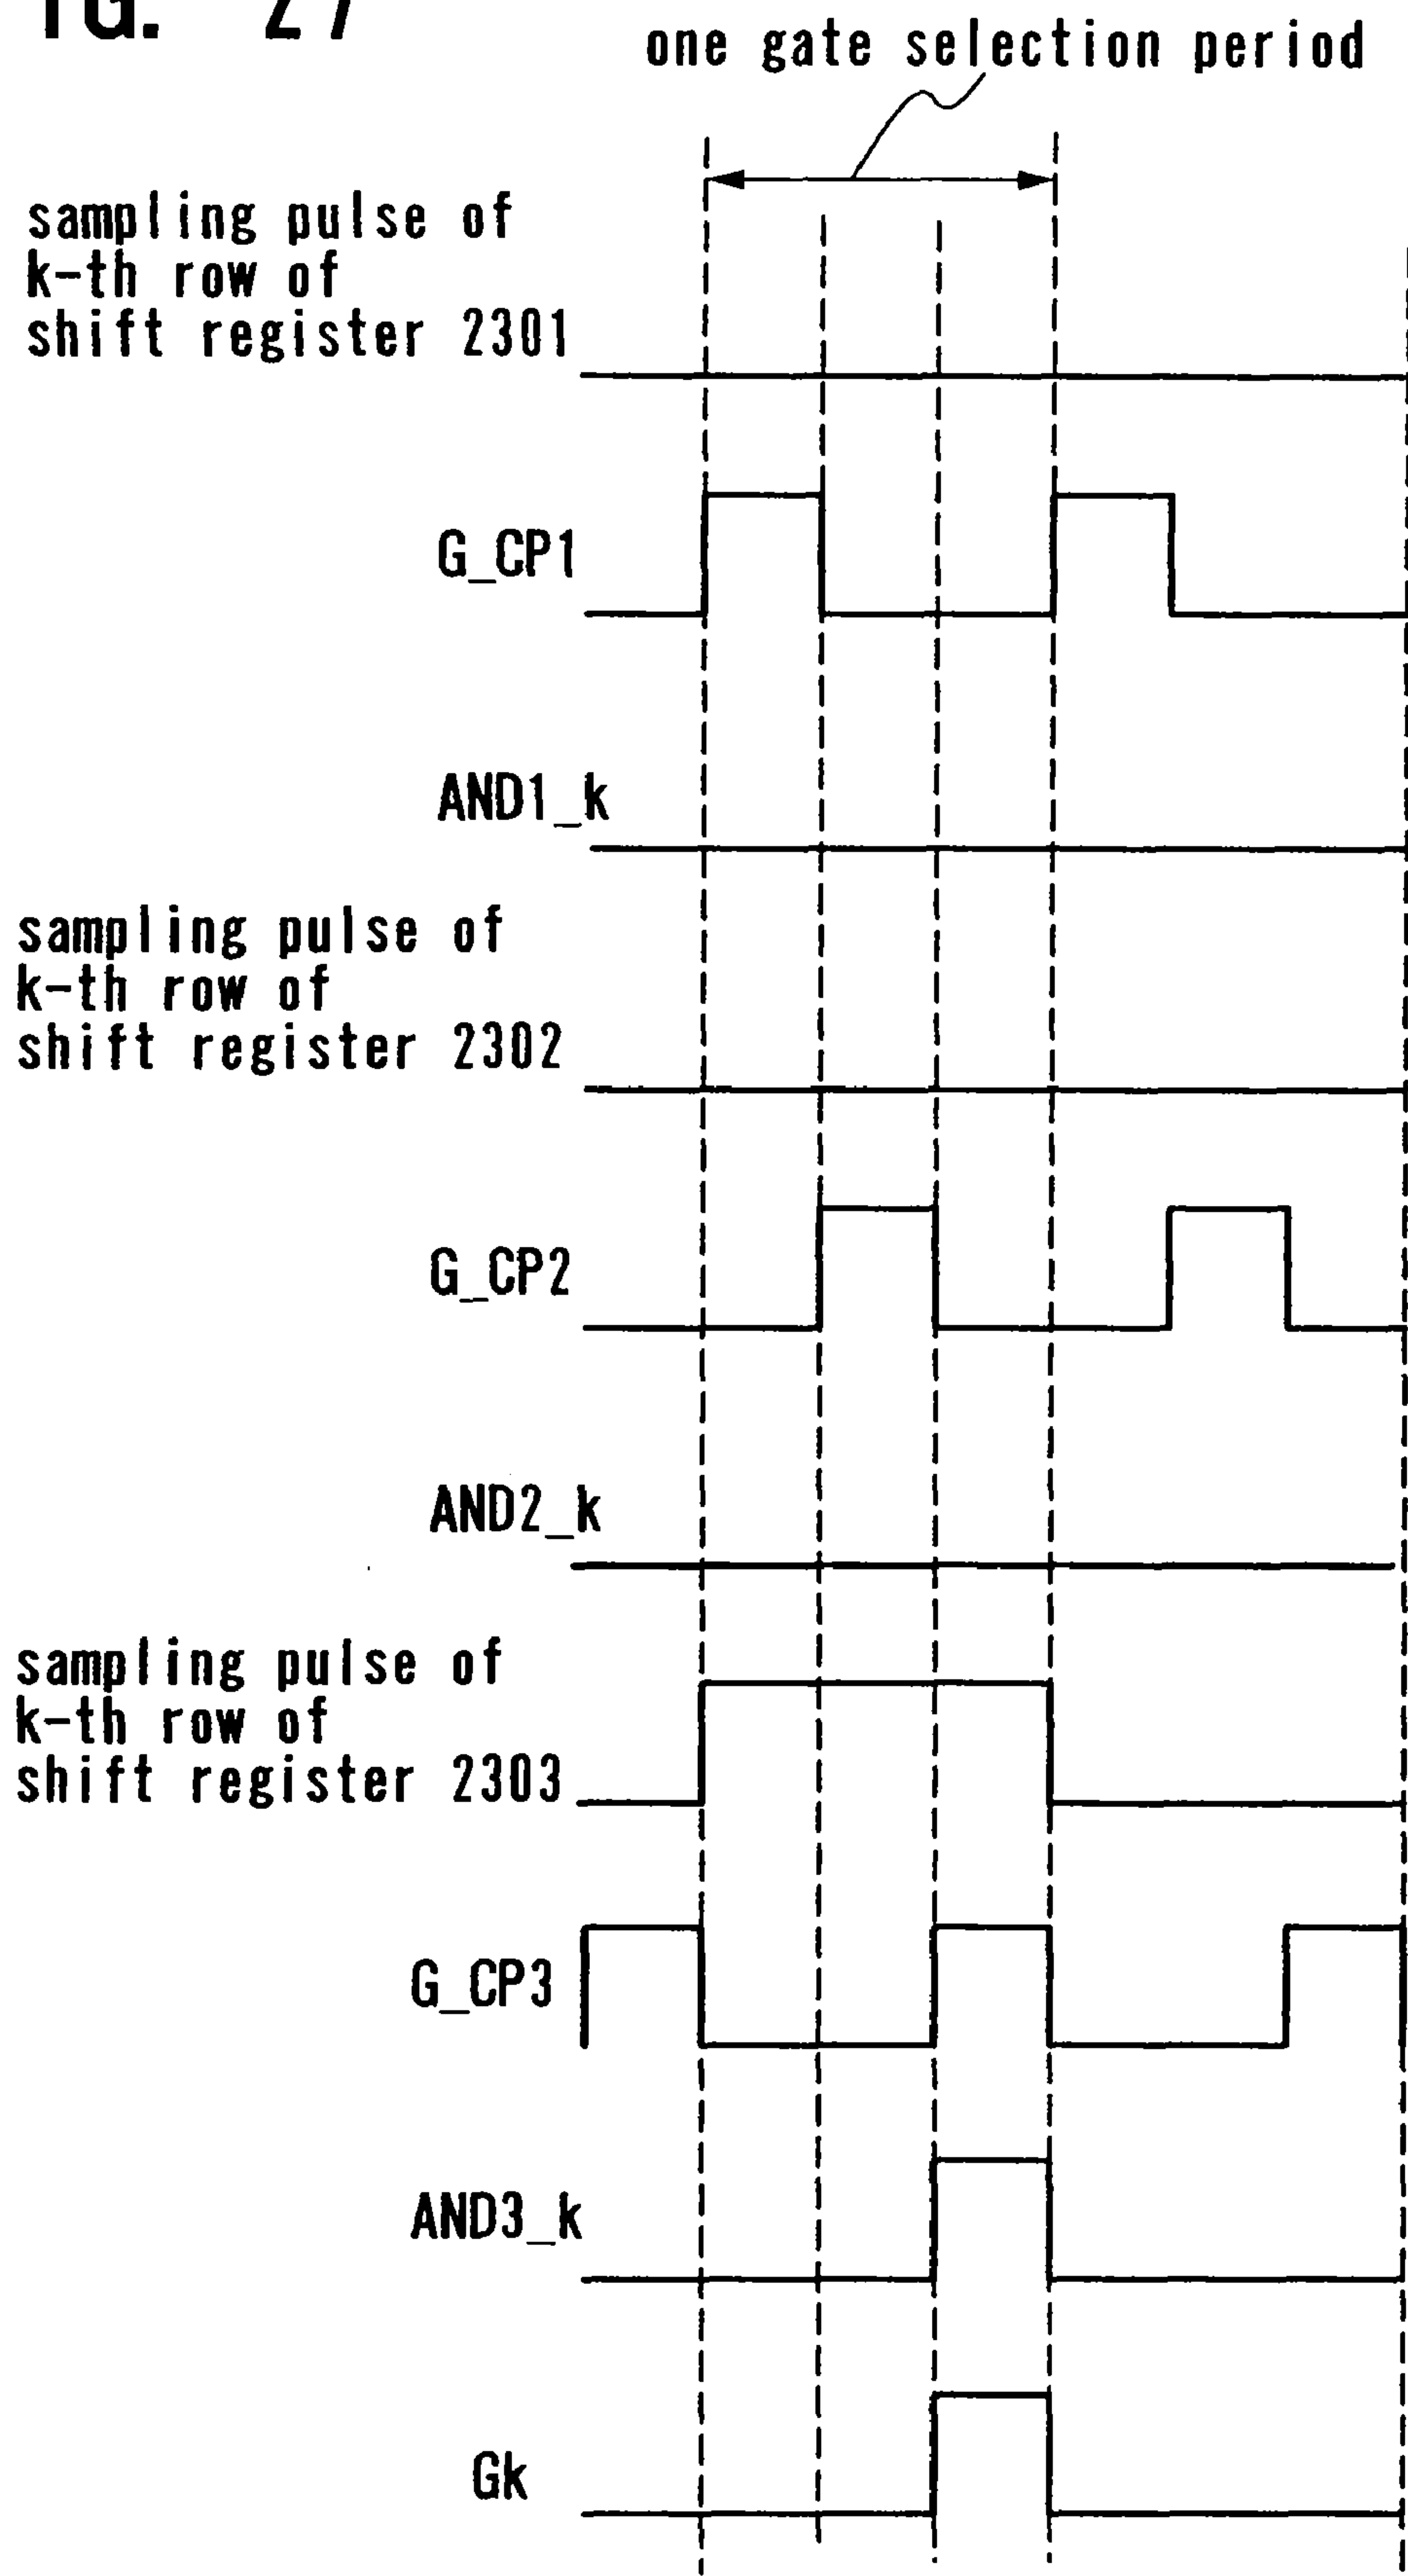 one gate selection period
sampling pulse of
k-th row of
shift register 2301
G_CP1
AND1_k
sampling pulse of
k-th row of
shift register 2302
G_CP2
AND2_k
sampling pulse of
k-th row of
shift register 2303
G_CP3
AND3_k
Gk